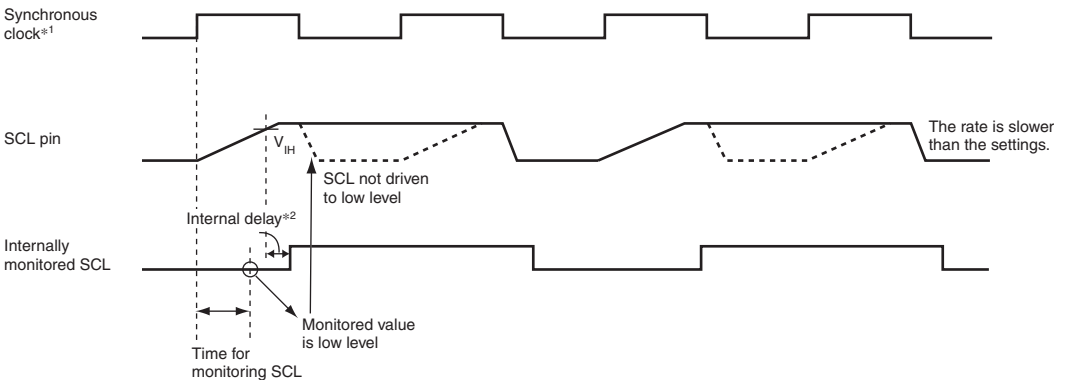 Synchronous
clock*1
SCL pin
VIH
The rate is slower
than the settings.
SCL not driven
to low level
Internal delay*2
Internally
monitored SCL
Monitored value
is low level
Time for
monitoring SCL